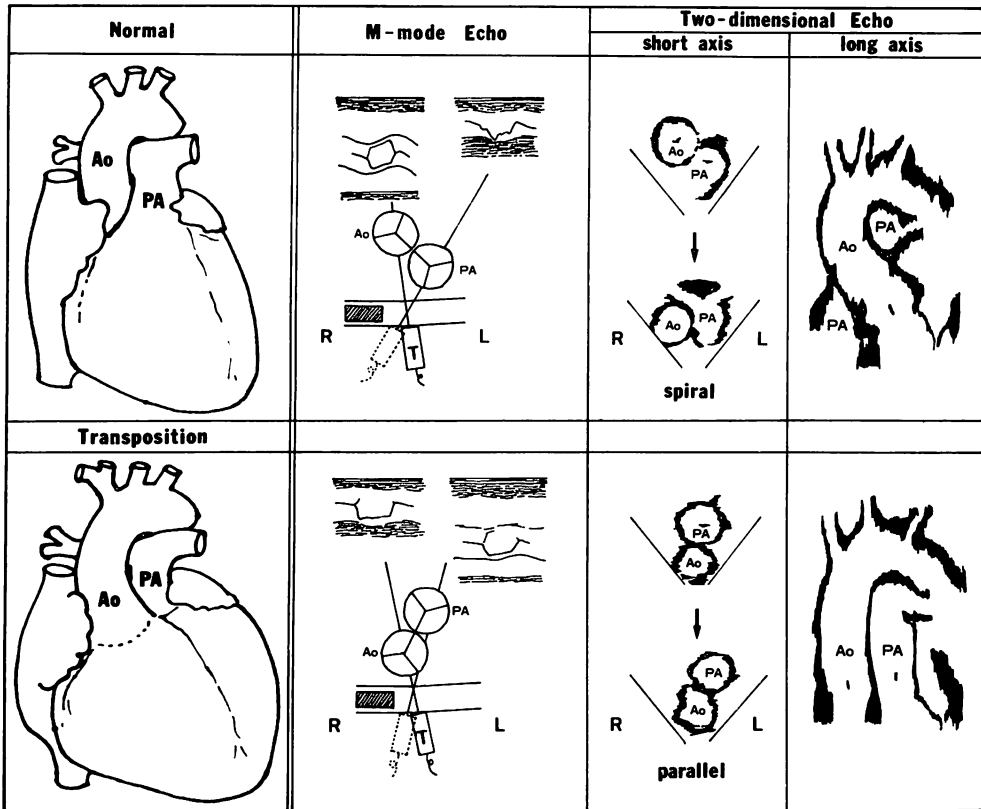 Normal
M-mode Echo
Two-dimensional Echo
short axis
long axis
Ao
PA
Ao
PA
R
L
T
Ao
PA
Ao
PA
R
L
spiral
PA
Ao
PA
Transposition
Ao
PA
PA
Ao
R
L
T
PA
Ao
PA
Ao
R
L
parallel
Ao
PA